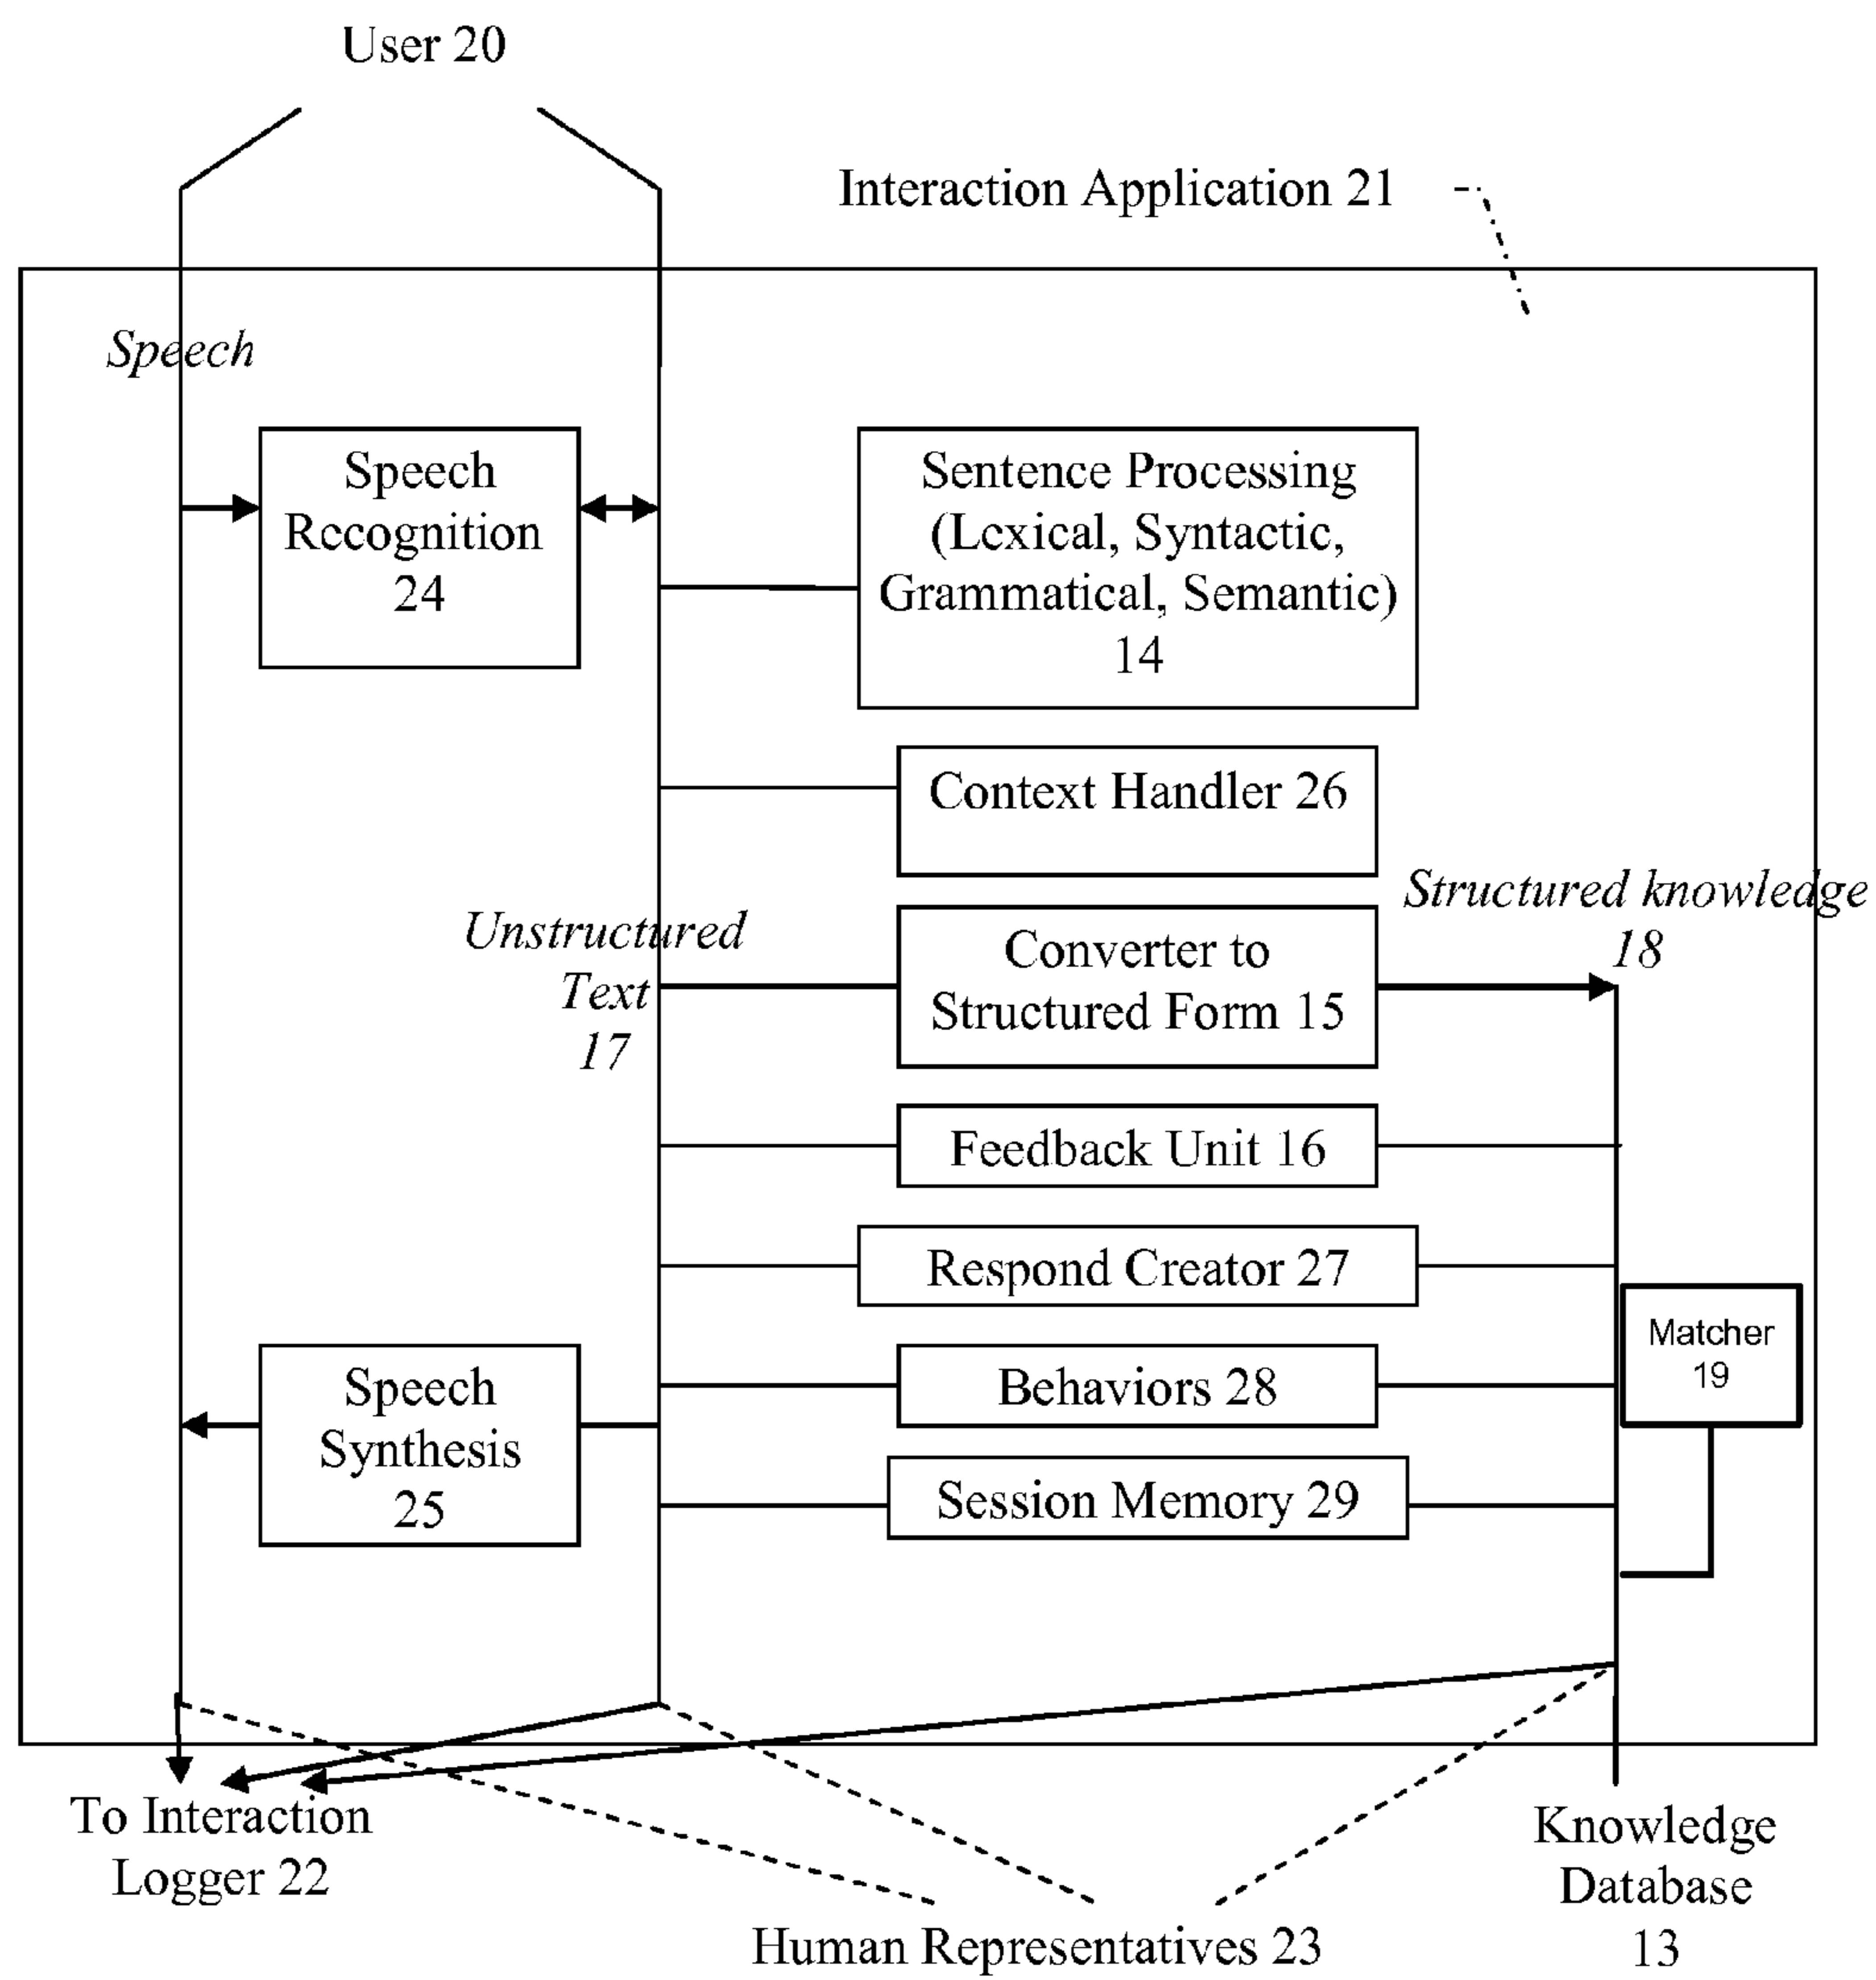 User 20
Interaction Application 21
Speech
Speech
Recognition
24
Sentence Processing
(Lexical, Syntactic,
Grammatical, Semantic)
14
Context Handler 26
Structured knowledge
18
Unstructured
Text
17
Converter to
Structured Form 15
Feedback Unit 16
Respond Creator 27
Matcher
19
Speech
Synthesis
25
Behaviors 28
Session Memory 29
To Interaction
Logger 22
Human Representatives 23
Knowledge
Database
13